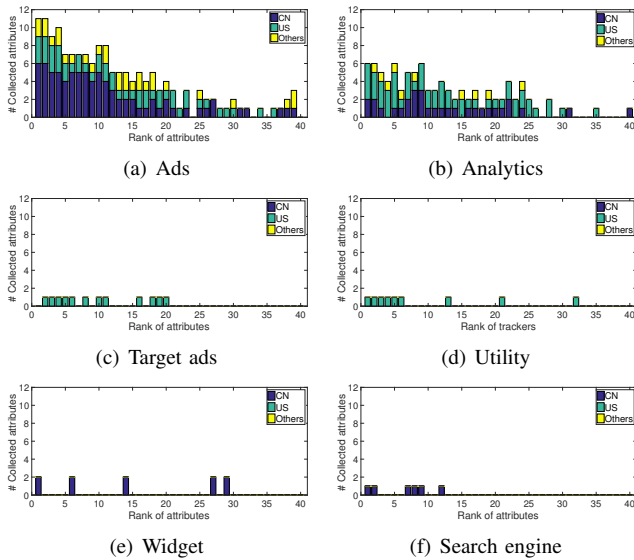 12
10
8
6
4
2
0
# Collected attributes
0 5 10 15 20 25 30 35 40
Rank of attributes
CN
US
Others
(a) Ads
12
10
8
6
4
2
0
# Collected attributes
0 5 10 15 20 25 30 35 40
Rank of attributes
CN
US
Others
(b) Analytics
12
10
8
6
4
2
0
# Collected attributes
0 5 10 15 20 25 30 35 40
Rank of attributes
CN
US
Others
(c) Target ads
12
10
8
6
4
2
0
# Collected attributes
0 5 10 15 20 25 30 35 40
Rank of trackers
CN
US
Others
(d) Utility
12
10
8
6
4
2
0
# Collected attributes
0 5 10 15 20 25 30 35 40
Rank of attributes
CN
US
Others
(e) Widget
12
10
8
6
4
2
0
# Collected attributes
0 5 10 15 20 25 30 35 40
Rank of attributes
CN
US
Others
(f) Search engine